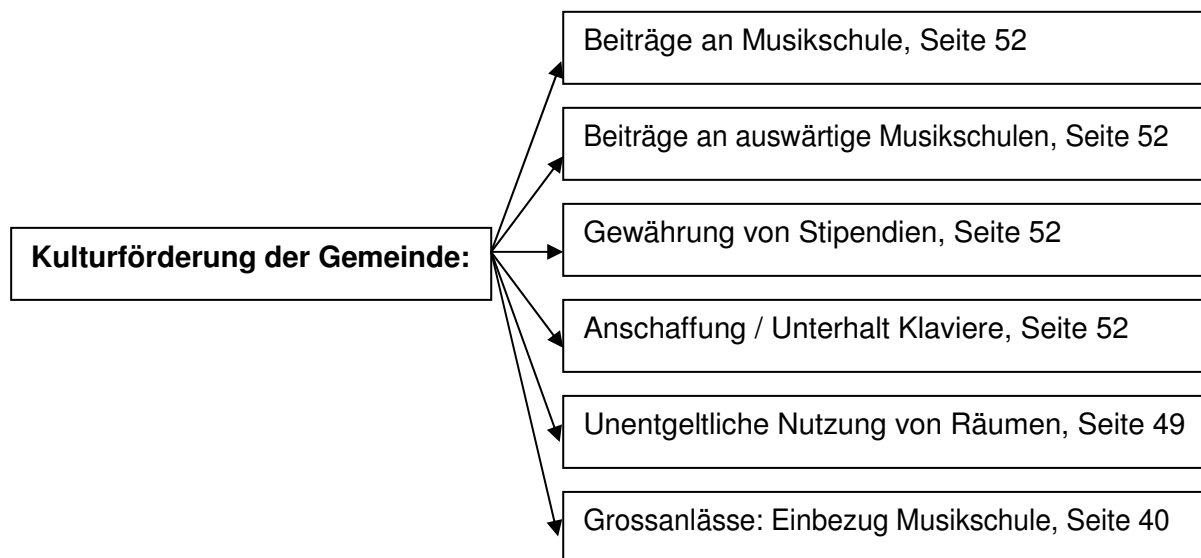 Beiträge an Musikschule, Seite 52
Beiträge an auswärtige Musikschulen, Seite 52
Gewährung von Stipendien, Seite 52
Kulturförderung der Gemeinde:
Anschaffung / Unterhalt Klaviere, Seite 52
Unentgeltliche Nutzung von Räumen, Seite 49
Grossanlässe: Einbezug Musikschule, Seite 40